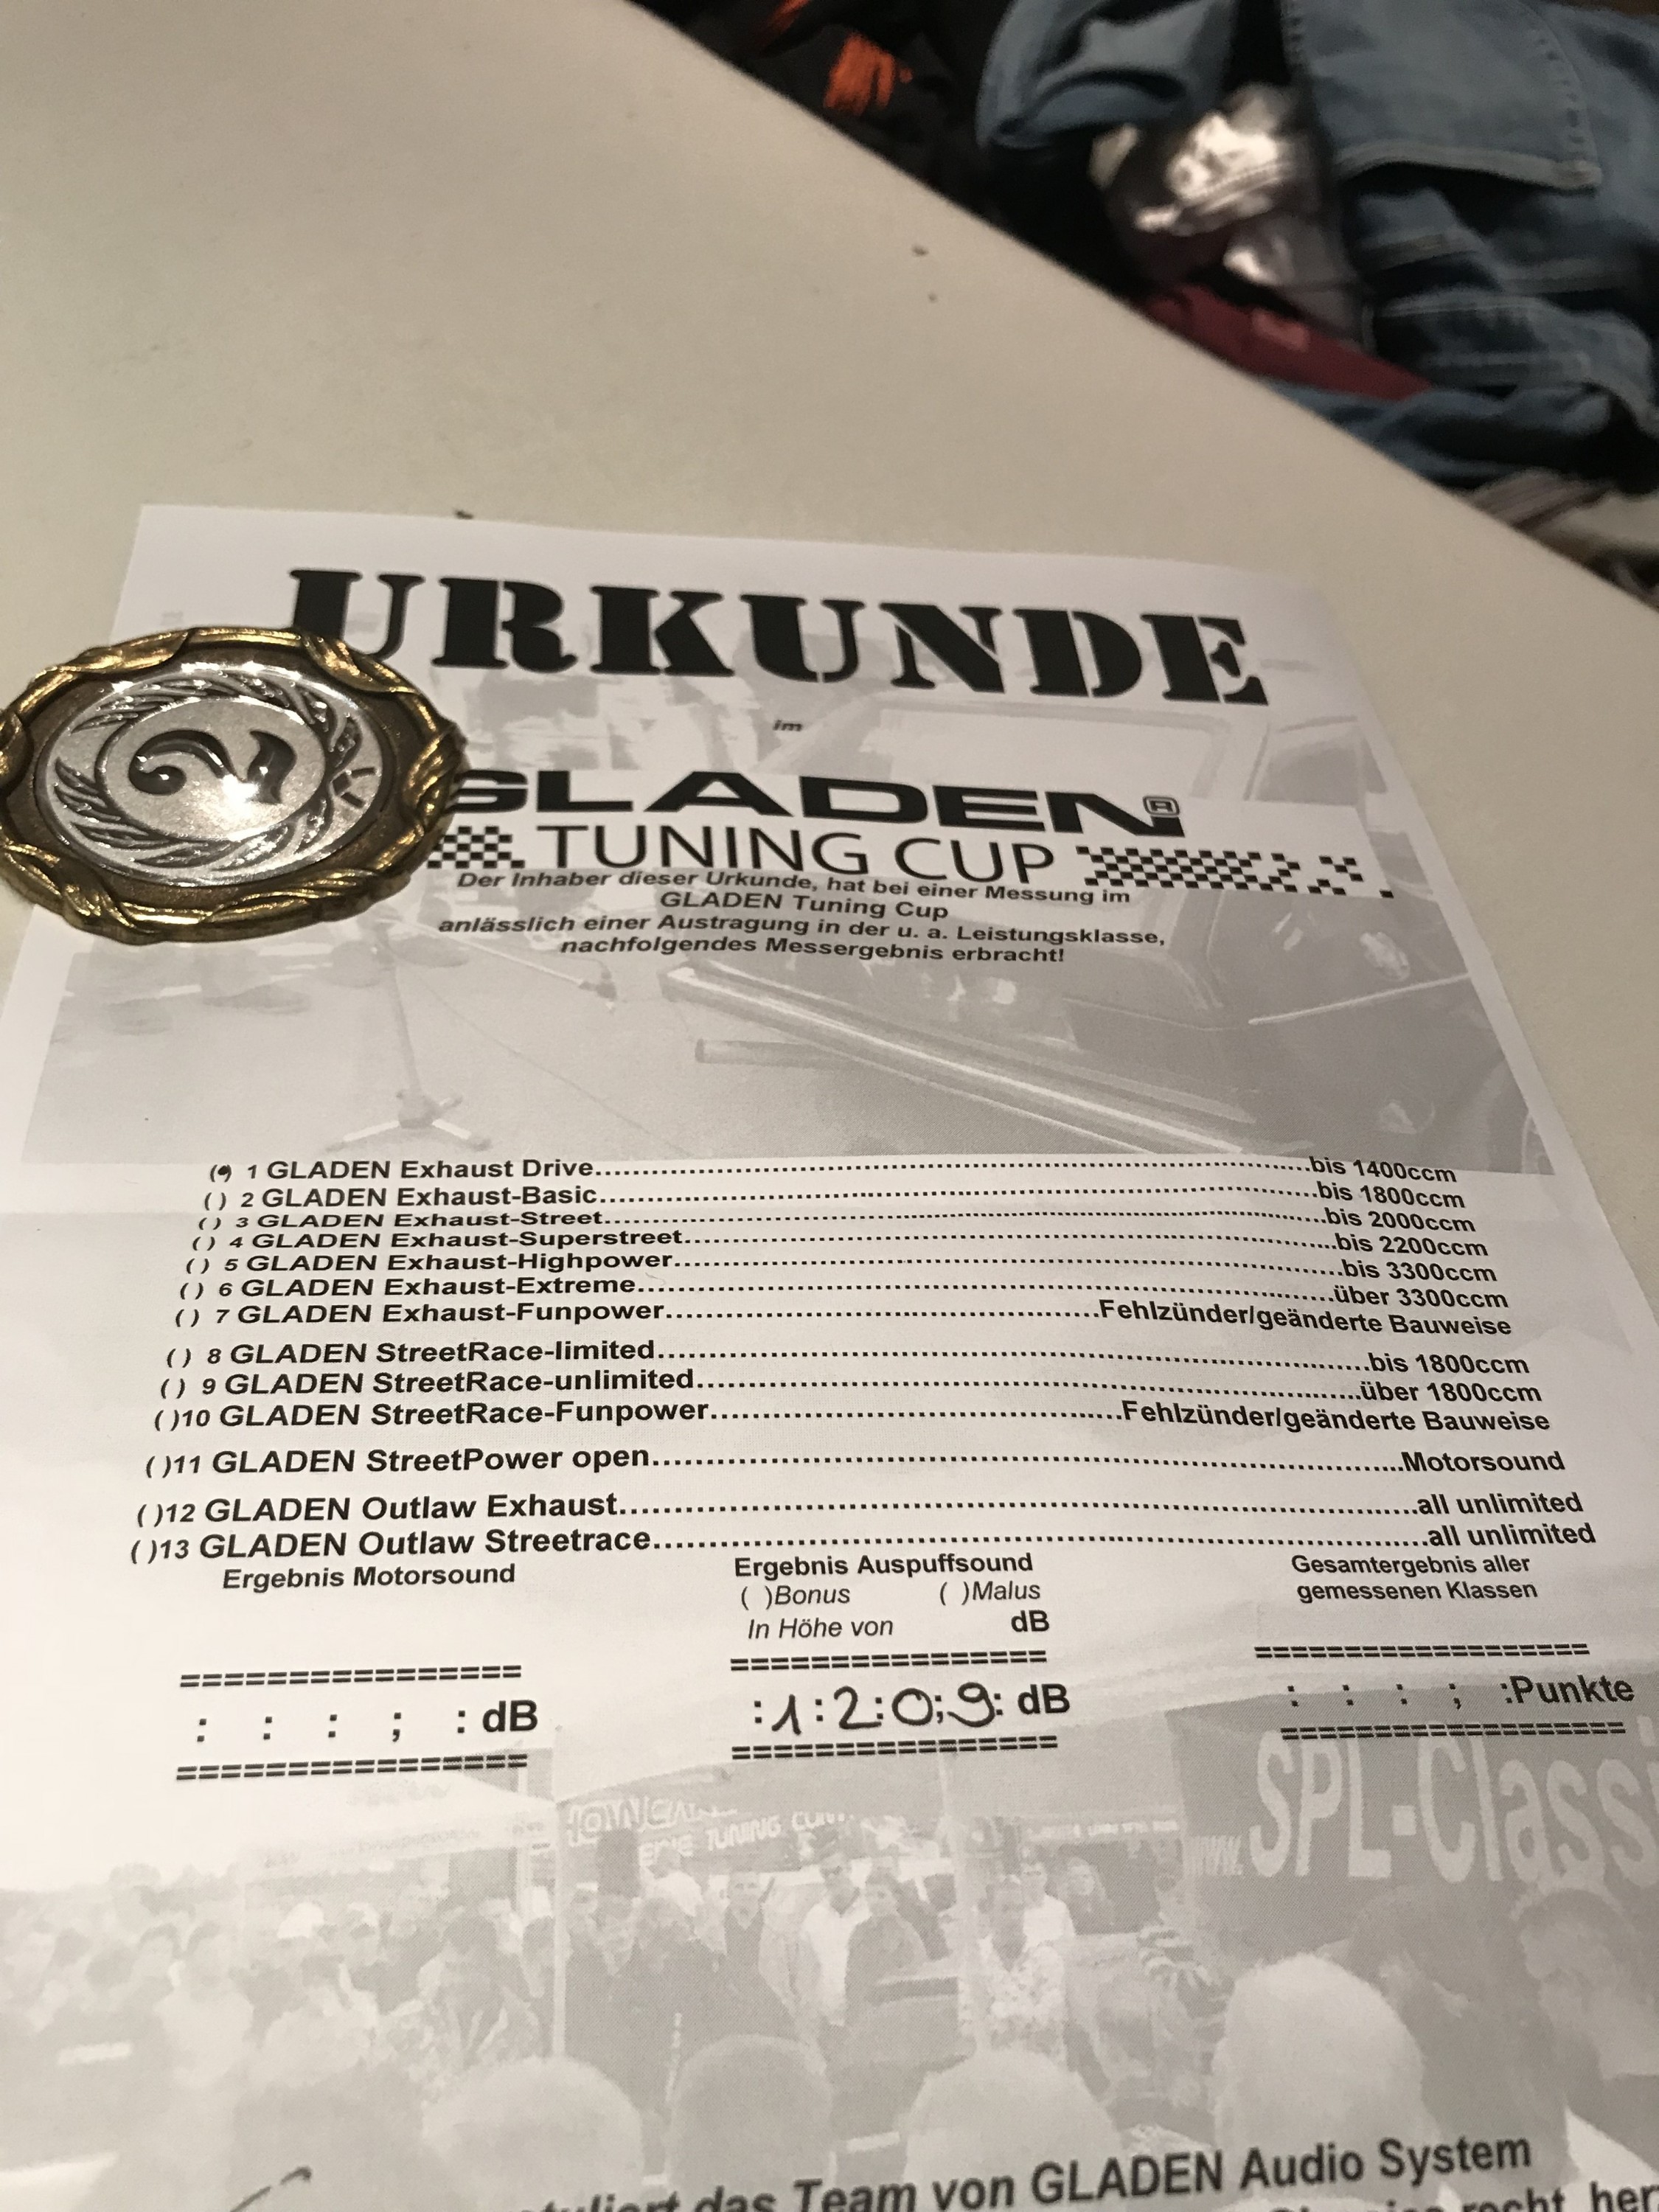 URKUNDE
im
GLADEN®
TUNING CUP
2
Der Inhaber dieser Urkunde, hat bei einer Messung im
GLADEN Tuning Cup
anlässlich einer Austragung in der u. a. Leistungsklasse,
nachfolgendes Messergebnis erbracht!
(•) 1 GLADEN Exhaust Drive..........bis 1400ccm
( ) 2 GLADEN Exhaust-Basic..........bis 1800ccm
( ) 3 GLADEN Exhaust-Street..........bis 2000ccm
( ) 4 GLADEN Exhaust-Superstreet..........bis 2200ccm
( ) 5 GLADEN Exhaust-Highpower..........bis 3300ccm
( ) 6 GLADEN Exhaust-Extreme..........über 3300ccm
( ) 7 GLADEN Exhaust-Funpower..........Fehlzünder/geänderte Bauweise
( ) 8 GLADEN StreetRace-limited..........bis 1800ccm
( ) 9 GLADEN StreetRace-unlimited..........über 1800ccm
( )10 GLADEN StreetRace-Funpower..........Fehlzünder/geänderte Bauweise
( )11 GLADEN StreetPower open..........Motorsound
( )12 GLADEN Outlaw Exhaust..........all unlimited
( )13 GLADEN Outlaw Streetrace..........all unlimited
Ergebnis Motorsound
================
: : : ; : dB
================
Ergebnis Auspuffsound
( )Bonus ( )Malus
In Höhe von dB
================
:1:2:0;9: dB
================
Gesamtergebnis aller
gemessenen Klassen
==================
: : : ; :Punkte
==================
TUNING
www.SPL-Classi
das Team von GLADEN Audio System
recht her